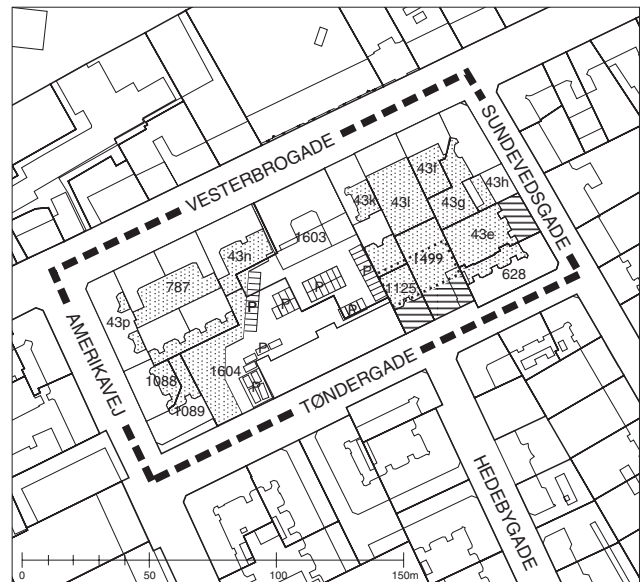 VESTERBROGADE
SUNDEVEDSGADE
43f
43k
43l
43h
43g
1603
43n
43e
1499
628
787
P
P
P
1125
43p
P
P
1604
P
1088
1089
AMERIKAVEJ
TØNDERGADE
HEDEBYGADE
0
50
100
150m